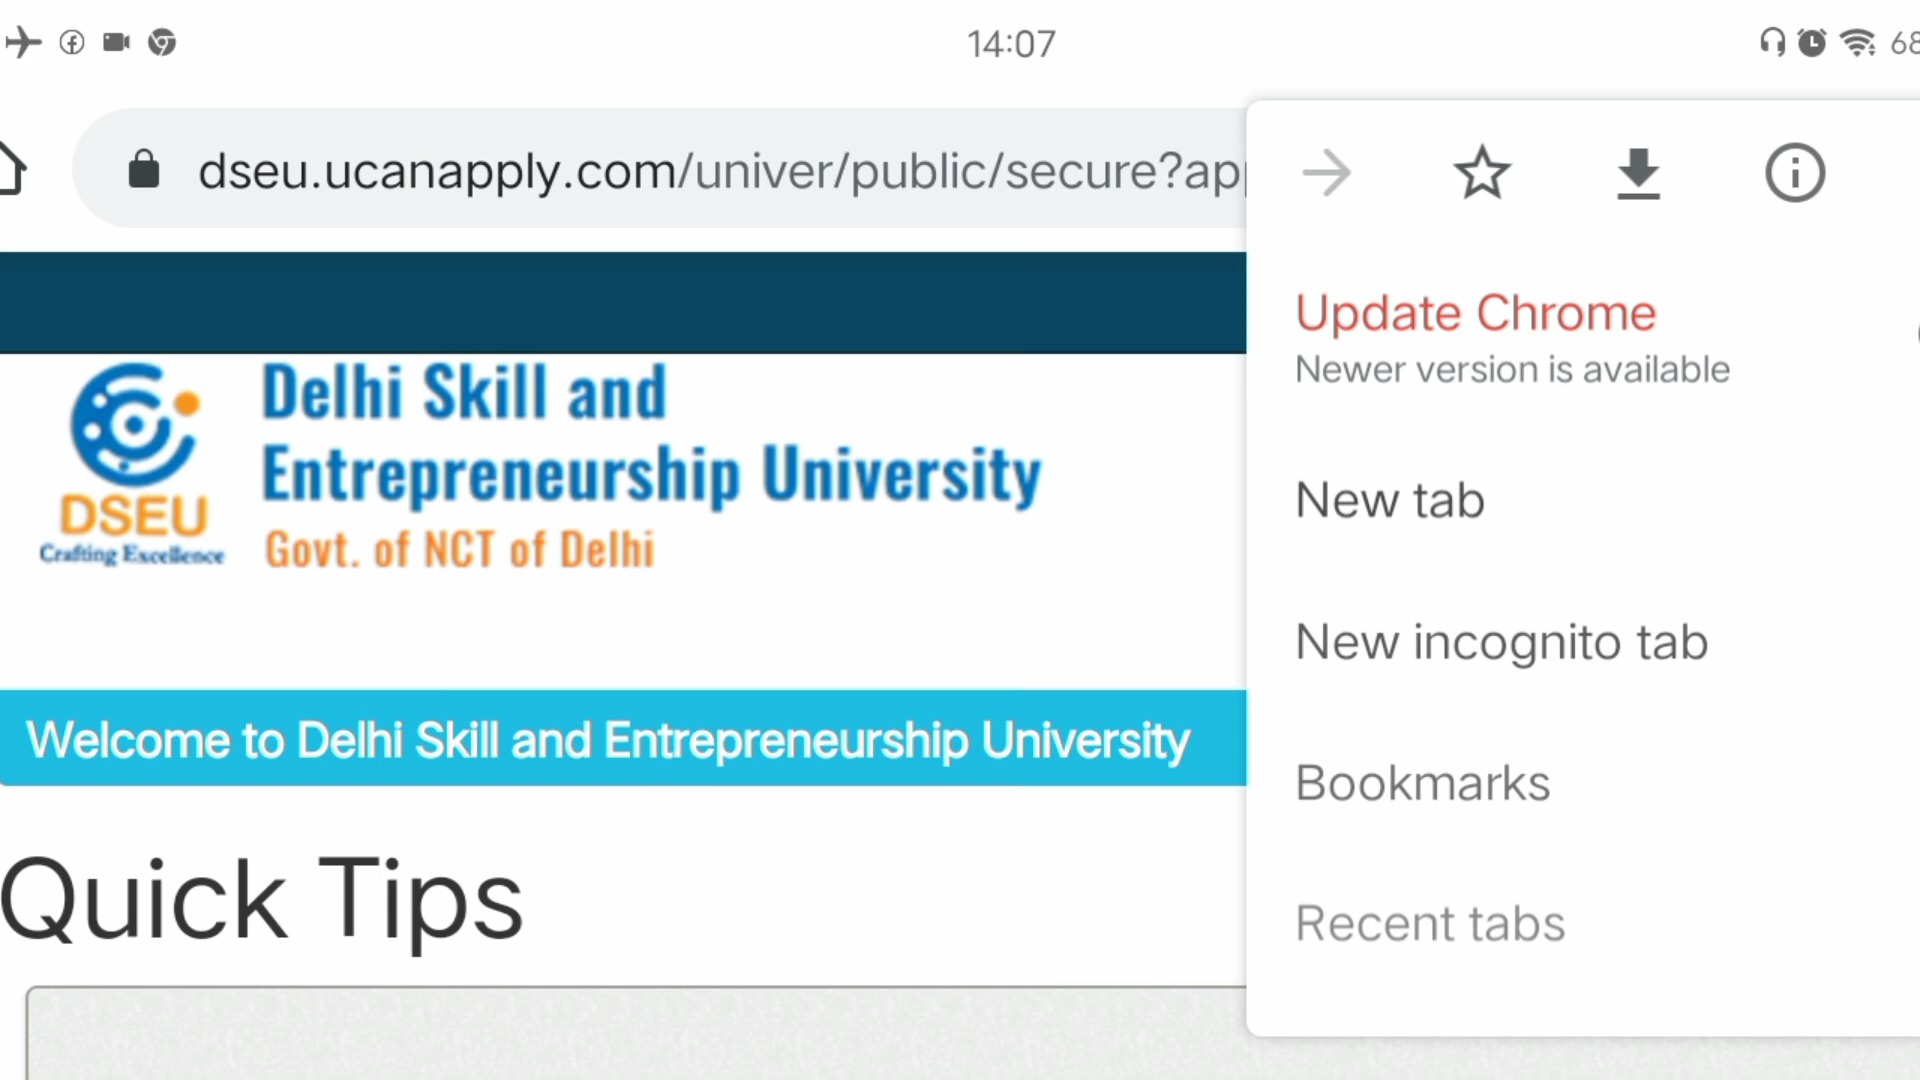 14:07
68
dseu.ucanapply.com/univer/public/secure?ap
Update Chrome
Newer version is available
Delhi Skill and
Entrepreneurship University
DSEU
Crafting Excellence
Govt. of NCT of Delhi
New tab
New incognito tab
Welcome to Delhi Skill and Entrepreneurship University
Bookmarks
Quick Tips
Recent tabs